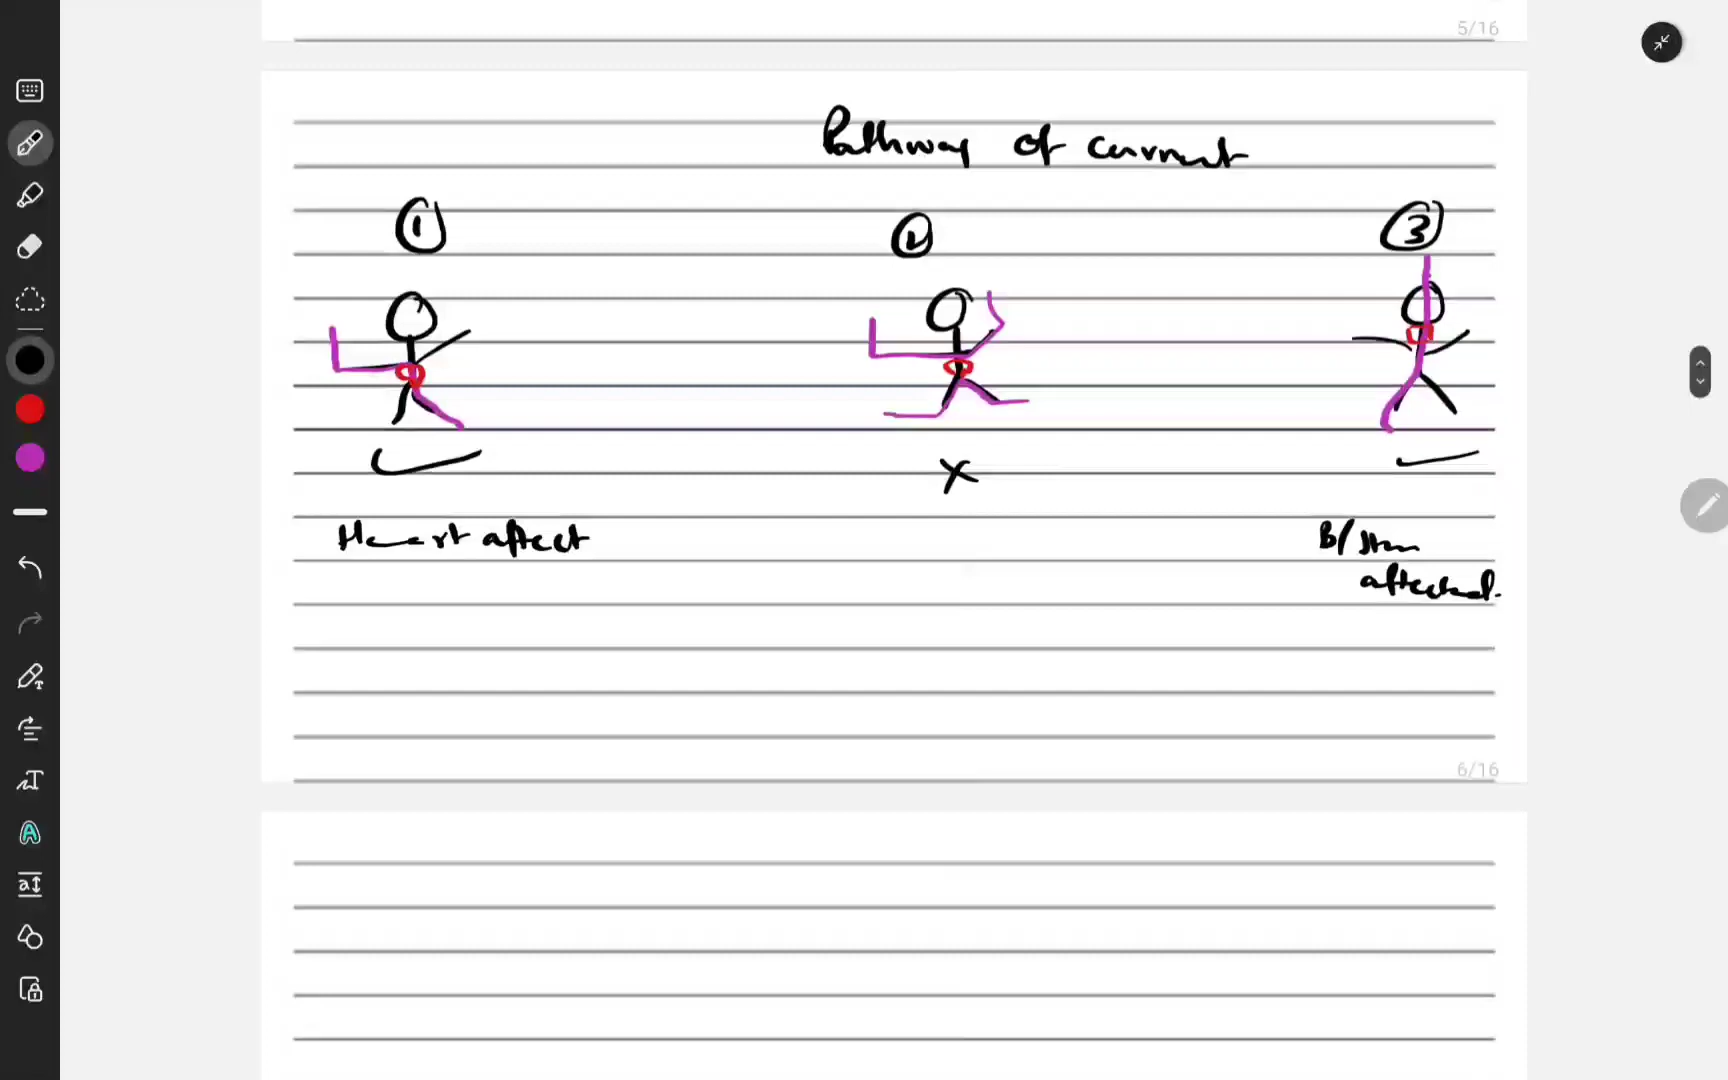 5/16
Pathway of current
1 2 3
X
Heart affect
B/stem
affected.
6/16